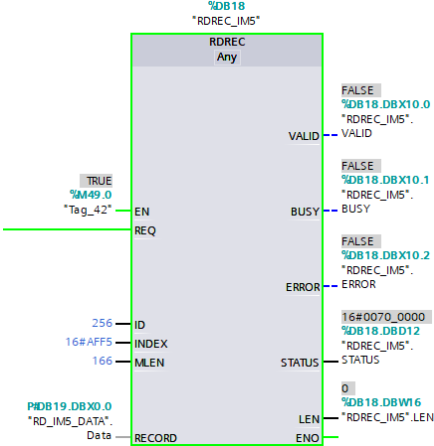 %DB18
"RDREC_IM5"
RDREC
Any
FALSE
%DB18.DBX10.0
"RDREC_IM5".
VALID
VALID
FALSE
%DB18.DBX10.1
"RDREC_IM5".
BUSY
BUSY
TRUE
%M49.0
"Tag_42"
EN
REQ
FALSE
%DB18.DBX10.2
"RDREC_IM5".
ERROR
ERROR
256
ID
16#AFF5
INDEX
166
MLEN
16#0070_0000
%DB18.DBD12
"RDREC_IM5".
STATUS
STATUS
P#DB19.DBX0.0
"RD_IM5_DATA".
Data
RECORD
0
%DB18.DBW16
LEN
"RDREC_IM5".LEN
ENO